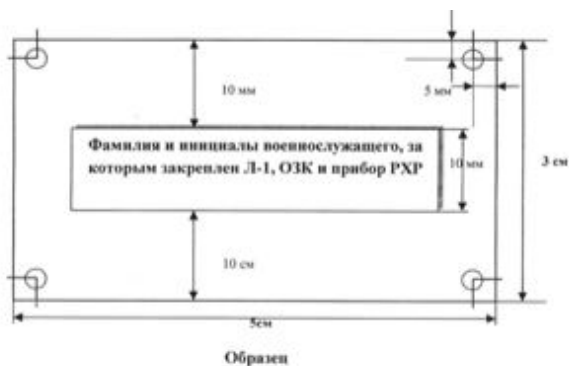 10 мм
5 мм
Фамилия и инициалы военнослужащего, за
которым закреплен Л-1, ОЗК и прибор РХР
10 мм
3 см
10 см
5см
Образец